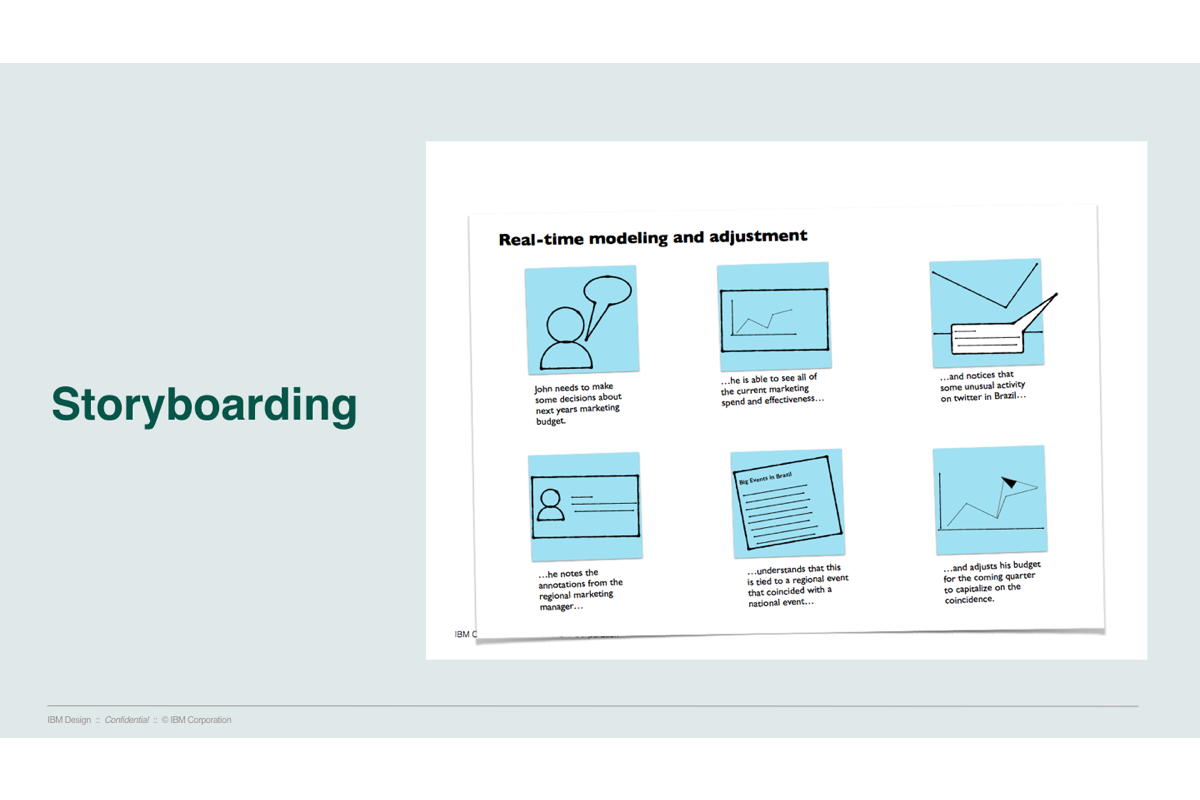 Storyboarding
Real-time modeling and adjustment
John needs to make
some decisions about
next years marketing
budget.
...he is able to see all of
the current marketing
spend and effectiveness...
...and notices that
some unusual activity
on twitter in Brazil...
...he notes the
annotations from the
regional marketing
manager...
Big Events in Brazil
...understands that this
is tied to a regional event
that coincided with a
national event...
...and adjusts his budget
for the coming quarter
to capitalize on the
coincidence.
IBM
IBM Design :: Confidential :: © IBM Corporation